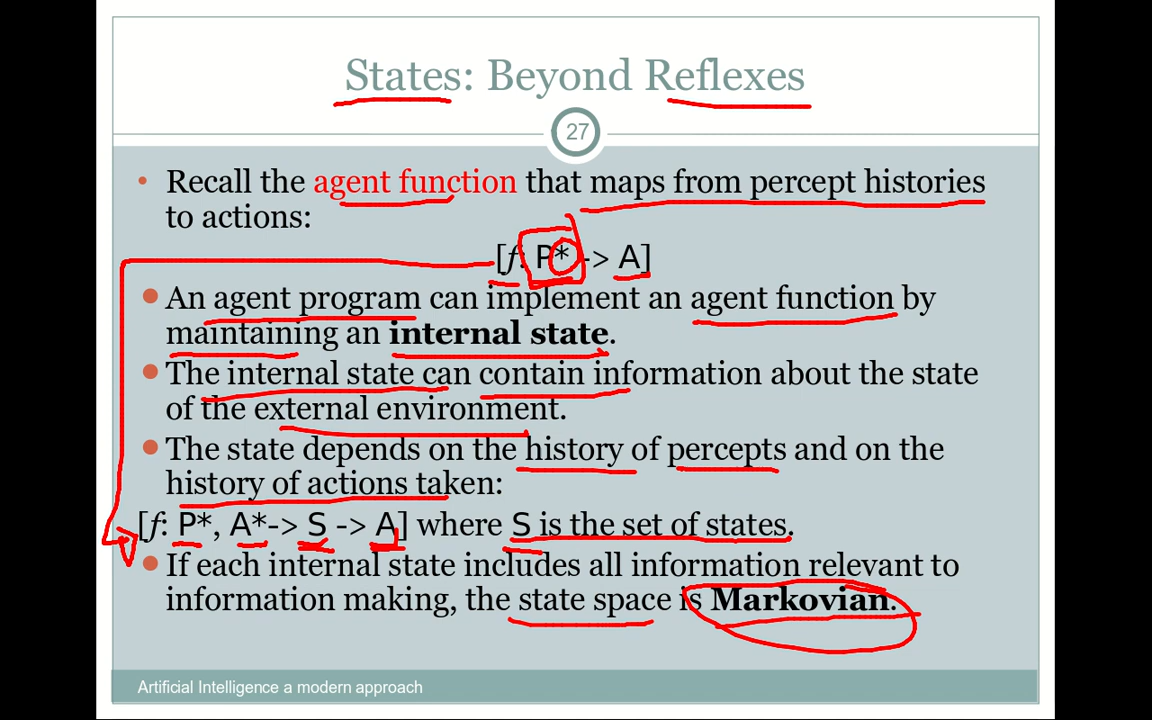 States: Beyond Reflexes
27
• Recall the agent function that maps from percept histories
to actions:
[f: P* -> A]
• An agent program can implement an agent function by
maintaining an internal state.
• The internal state can contain information about the state
of the external environment.
• The state depends on the history of percepts and on the
history of actions taken:
[f: P*, A*-> S -> A] where S is the set of states.
• If each internal state includes all information relevant to
information making, the state space is Markovian.
Artificial Intelligence a modern approach